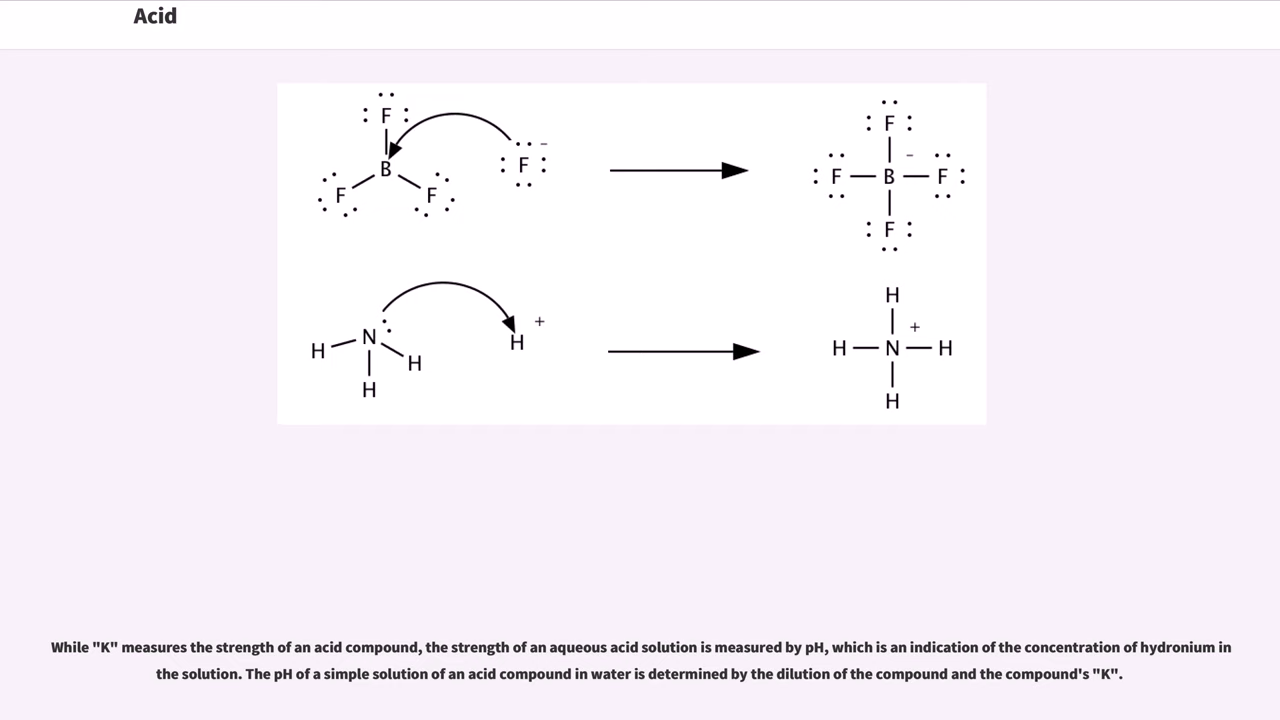 Acid
F
B
F
F
F
-
F
F
B
-
F
F
N
H
H
H
H
+
H
H
N
+
H
H
While "K" measures the strength of an acid compound, the strength of an aqueous acid solution is measured by pH, which is an indication of the concentration of hydronium in
the solution. The pH of a simple solution of an acid compound in water is determined by the dilution of the compound and the compound's "K".